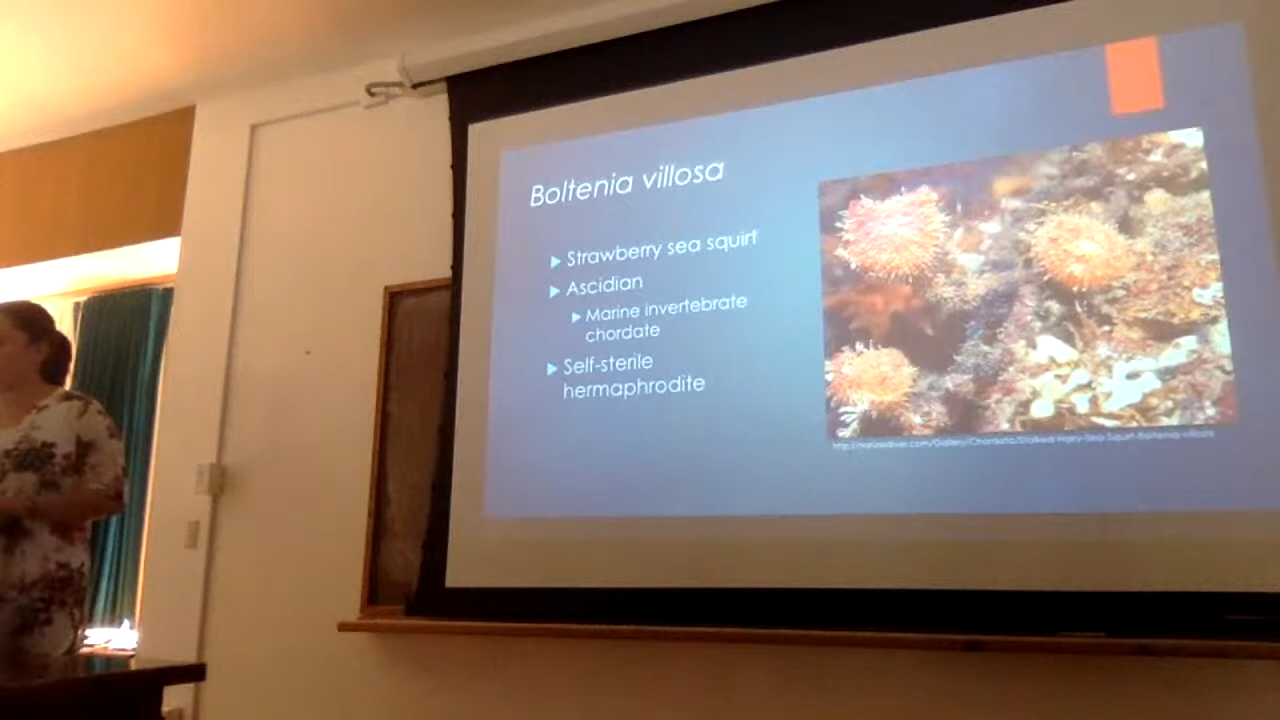 Boltenia villosa
Strawberry sea squirt
Ascidian
Marine invertebrate
chordate
Self-sterile
hermaphrodite